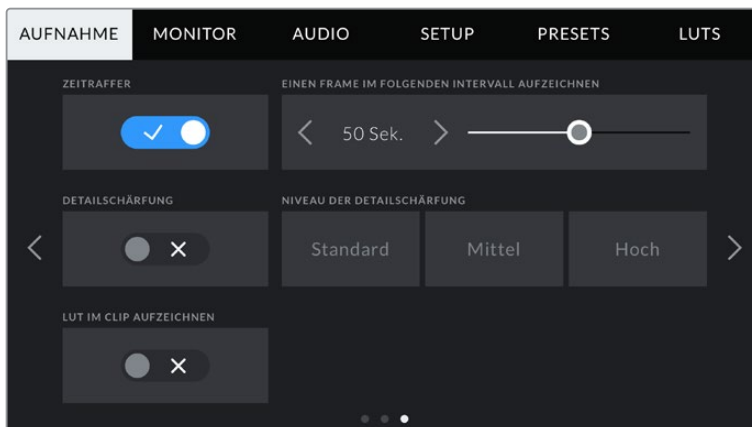 AUFNAHME MONITOR AUDIO SETUP PRESETS LUTS
ZEITRAFFER EINEN FRAME IM FOLGENDEN INTERVALL AUFZEICHNEN
50 Sek.
DETAILSCHÄRFUNG NIVEAU DER DETAILSCHÄRFUNG
Standard Mittel Hoch
LUT IM CLIP AUFZEICHNEN